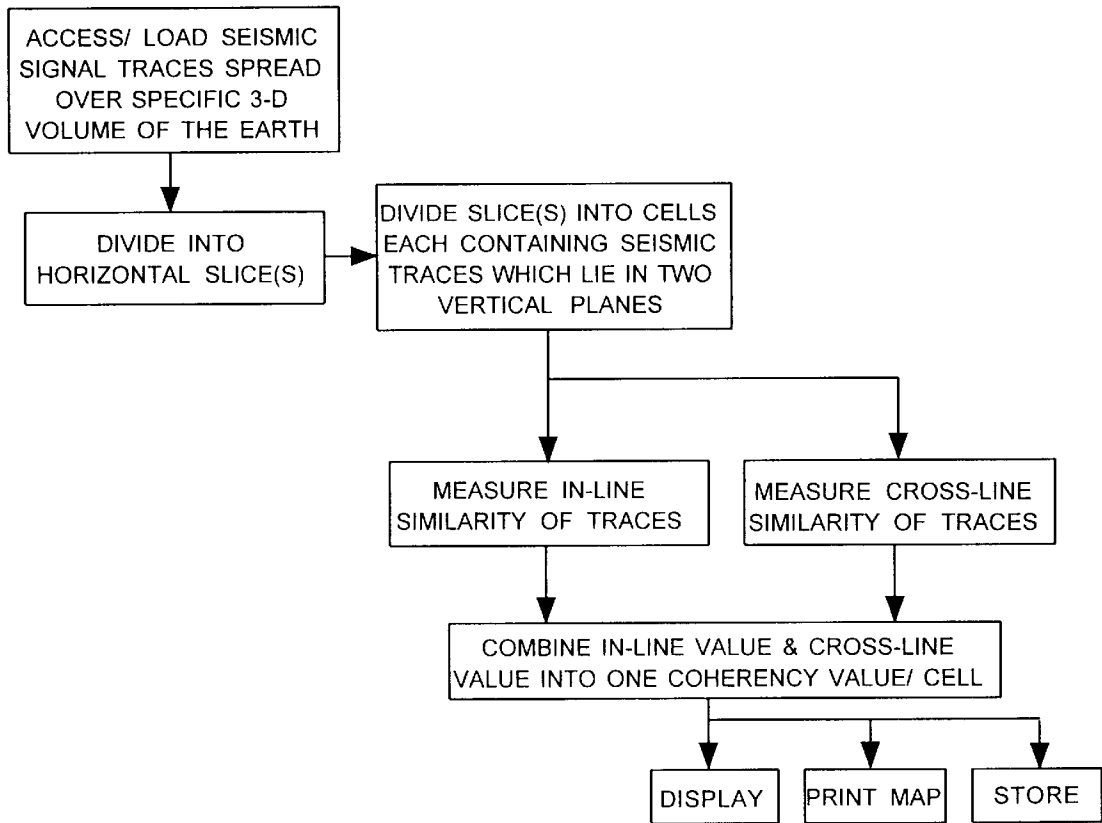 ACCESS/ LOAD SEISMIC
SIGNAL TRACES SPREAD
OVER SPECIFIC 3-D
VOLUME OF THE EARTH
DIVIDE INTO
HORIZONTAL SLICE(S)
DIVIDE SLICE(S) INTO CELLS
EACH CONTAINING SEISMIC
TRACES WHICH LIE IN TWO
VERTICAL PLANES
MEASURE IN-LINE
SIMILARITY OF TRACES
MEASURE CROSS-LINE
SIMILARITY OF TRACES
COMBINE IN-LINE VALUE & CROSS-LINE
VALUE INTO ONE COHERENCY VALUE/ CELL
DISPLAY
PRINT MAP
STORE